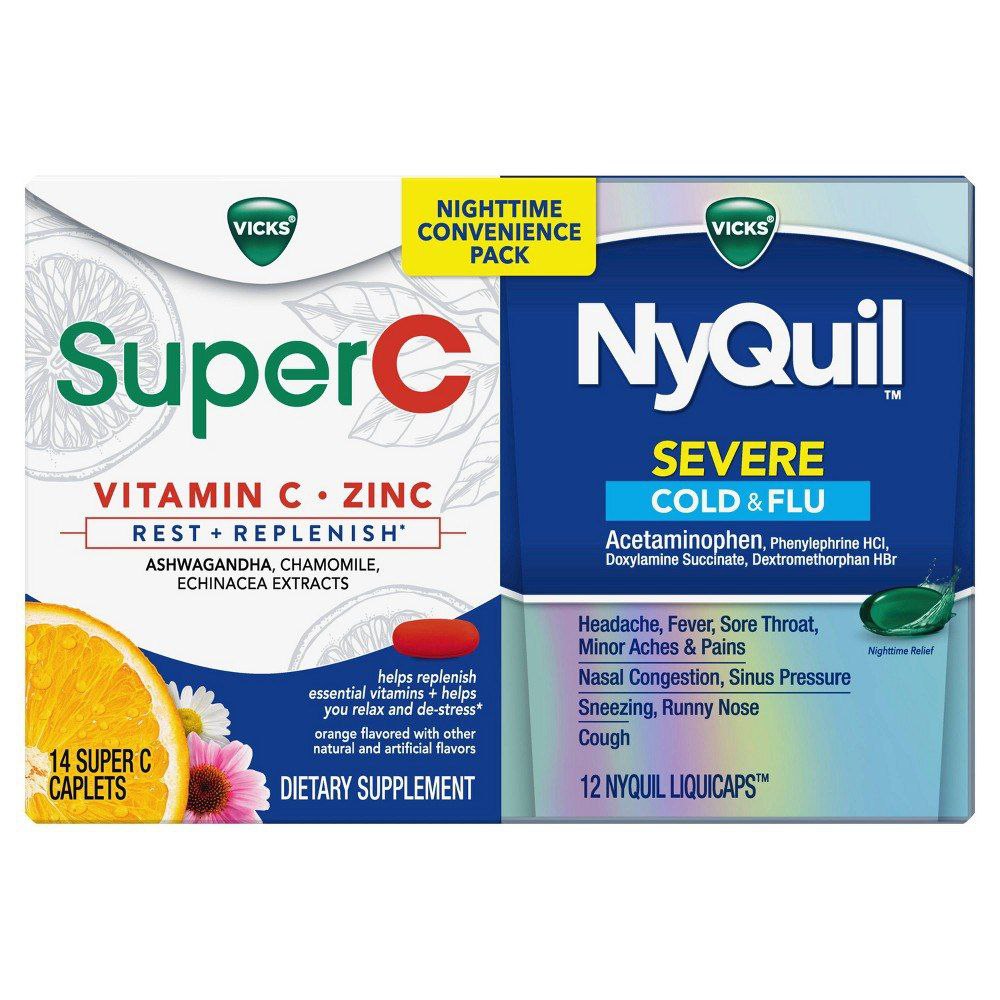 NIGHTTIME
CONVENIENCE
PACK
VICKS®
SuperC
VITAMIN C • ZINC
REST + REPLENISH*
ASHWAGANDHA, CHAMOMILE,
ECHINACEA EXTRACTS
helps replenish
essential vitamins + helps
you relax and de-stress*
orange flavored with other
natural and artificial flavors
14 SUPER C
CAPLETS
DIETARY SUPPLEMENT
VICKS®
NyQuil™
SEVERE
COLD & FLU
Acetaminophen, Phenylephrine HCl,
Doxylamine Succinate, Dextromethorphan HBr
Headache, Fever, Sore Throat,
Minor Aches & Pains
Nasal Congestion, Sinus Pressure
Sneezing, Runny Nose
Cough
Nighttime Relief
12 NYQUIL LIQUICAPS™